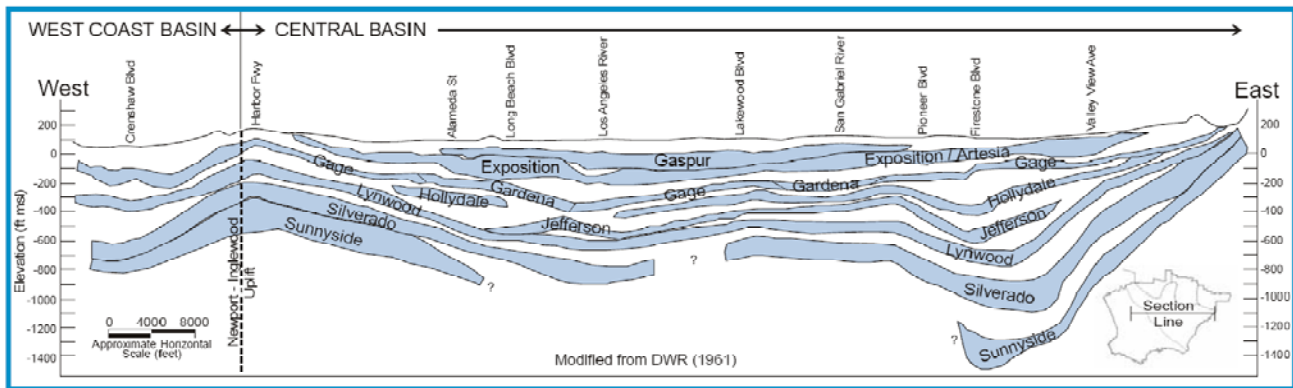 WEST COAST BASIN
CENTRAL BASIN
West
East
Crenshaw Blvd
Harbor Fwy
Alameda St
Long Beach Blvd
Los Angeles River
Lakewood Blvd
San Gabriel River
Pioneer Blvd
Firestone Blvd
Valley View Ave
Elevation (ft msl)
200
0
-200
-400
-600
-800
-1000
-1200
-1400
200
0
-200
-400
-600
-800
-1000
-1200
-1400
Gage
Exposition
Gaspur
Exposition / Artesia
Gage
Lynwood
Hollydale
Gardena
Gage
Gardena
Hollydale
Silverado
Jefferson
Jefferson
Sunnyside
Lynwood
?
?
Silverado
?
Sunnyside
Newport - Inglewood
Uplift
0 4000 8000
Approximate Horizontal
Scale (feet)
Modified from DWR (1961)
Section
Line